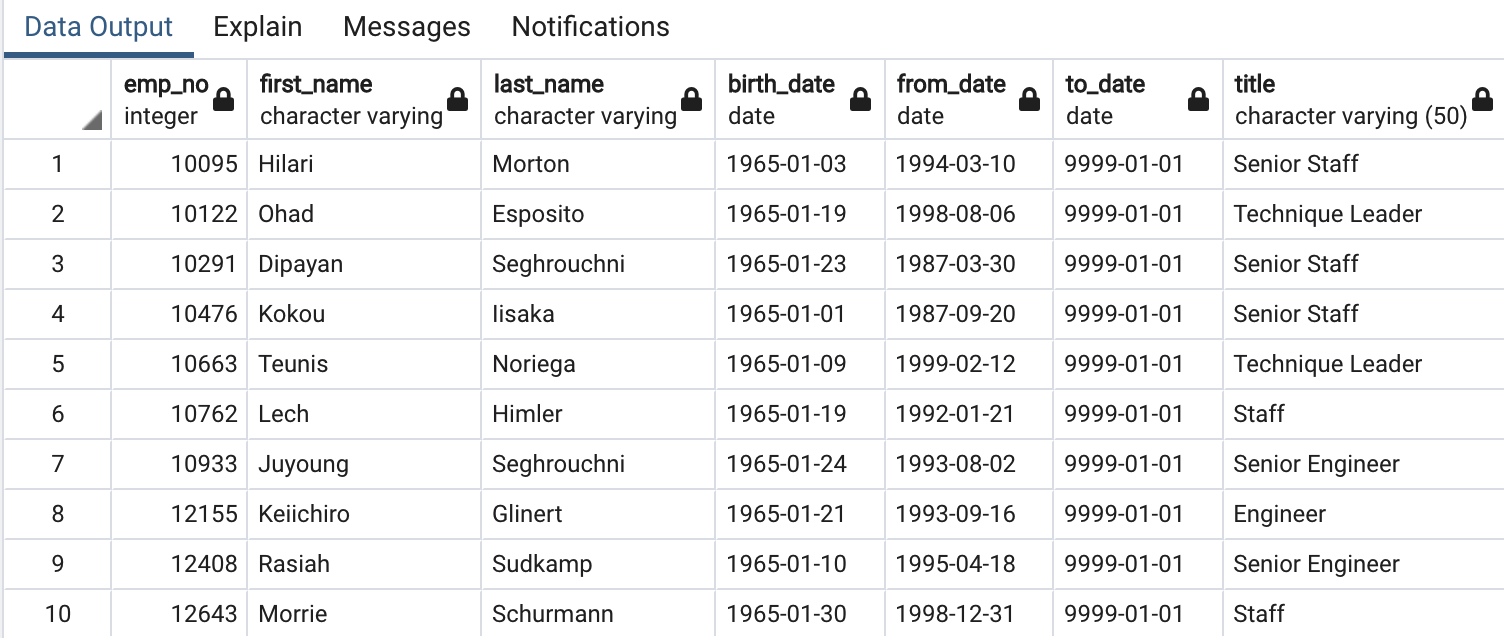 Data Output Explain Messages Notifications
emp_no first_name last_name birth_date from_date to_date title
integer character varying character varying date date date character varying (50)
1 10095 Hilari Morton 1965-01-03 1994-03-10 9999-01-01 Senior Staff
2 10122 Ohad Esposito 1965-01-19 1998-08-06 9999-01-01 Technique Leader
3 10291 Dipayan Seghrouchni 1965-01-23 1987-03-30 9999-01-01 Senior Staff
4 10476 Kokou Iisaka 1965-01-01 1987-09-20 9999-01-01 Senior Staff
5 10663 Teunis Noriega 1965-01-09 1999-02-12 9999-01-01 Technique Leader
6 10762 Lech Himler 1965-01-19 1992-01-21 9999-01-01 Staff
7 10933 Juyoung Seghrouchni 1965-01-24 1993-08-02 9999-01-01 Senior Engineer
8 12155 Keiichiro Glinert 1965-01-21 1993-09-16 9999-01-01 Engineer
9 12408 Rasiah Sudkamp 1965-01-10 1995-04-18 9999-01-01 Senior Engineer
10 12643 Morrie Schurmann 1965-01-30 1998-12-31 9999-01-01 Staff